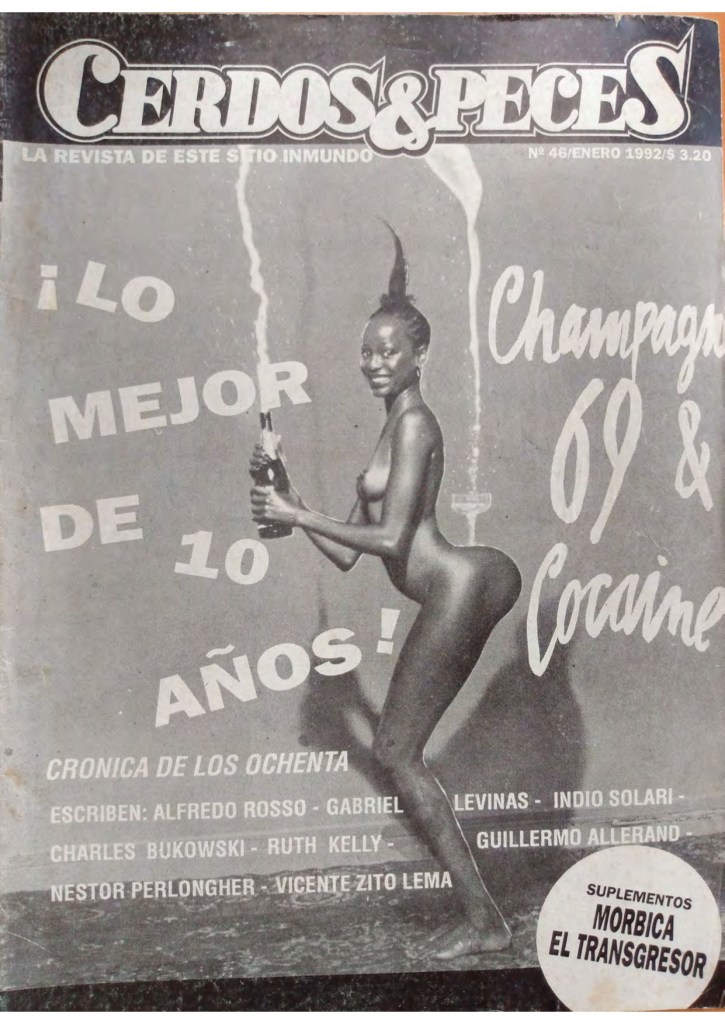 CERDOS&PECES
LA REVISTA DE ESTE SITIO INMUNDO
Nº 46/ENERO 1992/$ 3.20
¡LO
MEJOR
DE 10
AÑOS!
Champagn
69 &
Cocaine
CRONICA DE LOS OCHENTA
ESCRIBEN: ALFREDO ROSSO - GABRIEL LEVINAS - INDIO SOLARI -
CHARLES BUKOWSKI - RUTH KELLY - GUILLERMO ALLERAND -
NESTOR PERLONGHER - VICENTE ZITO LEMA
SUPLEMENTOS
MORBICA
EL TRANSGRESOR